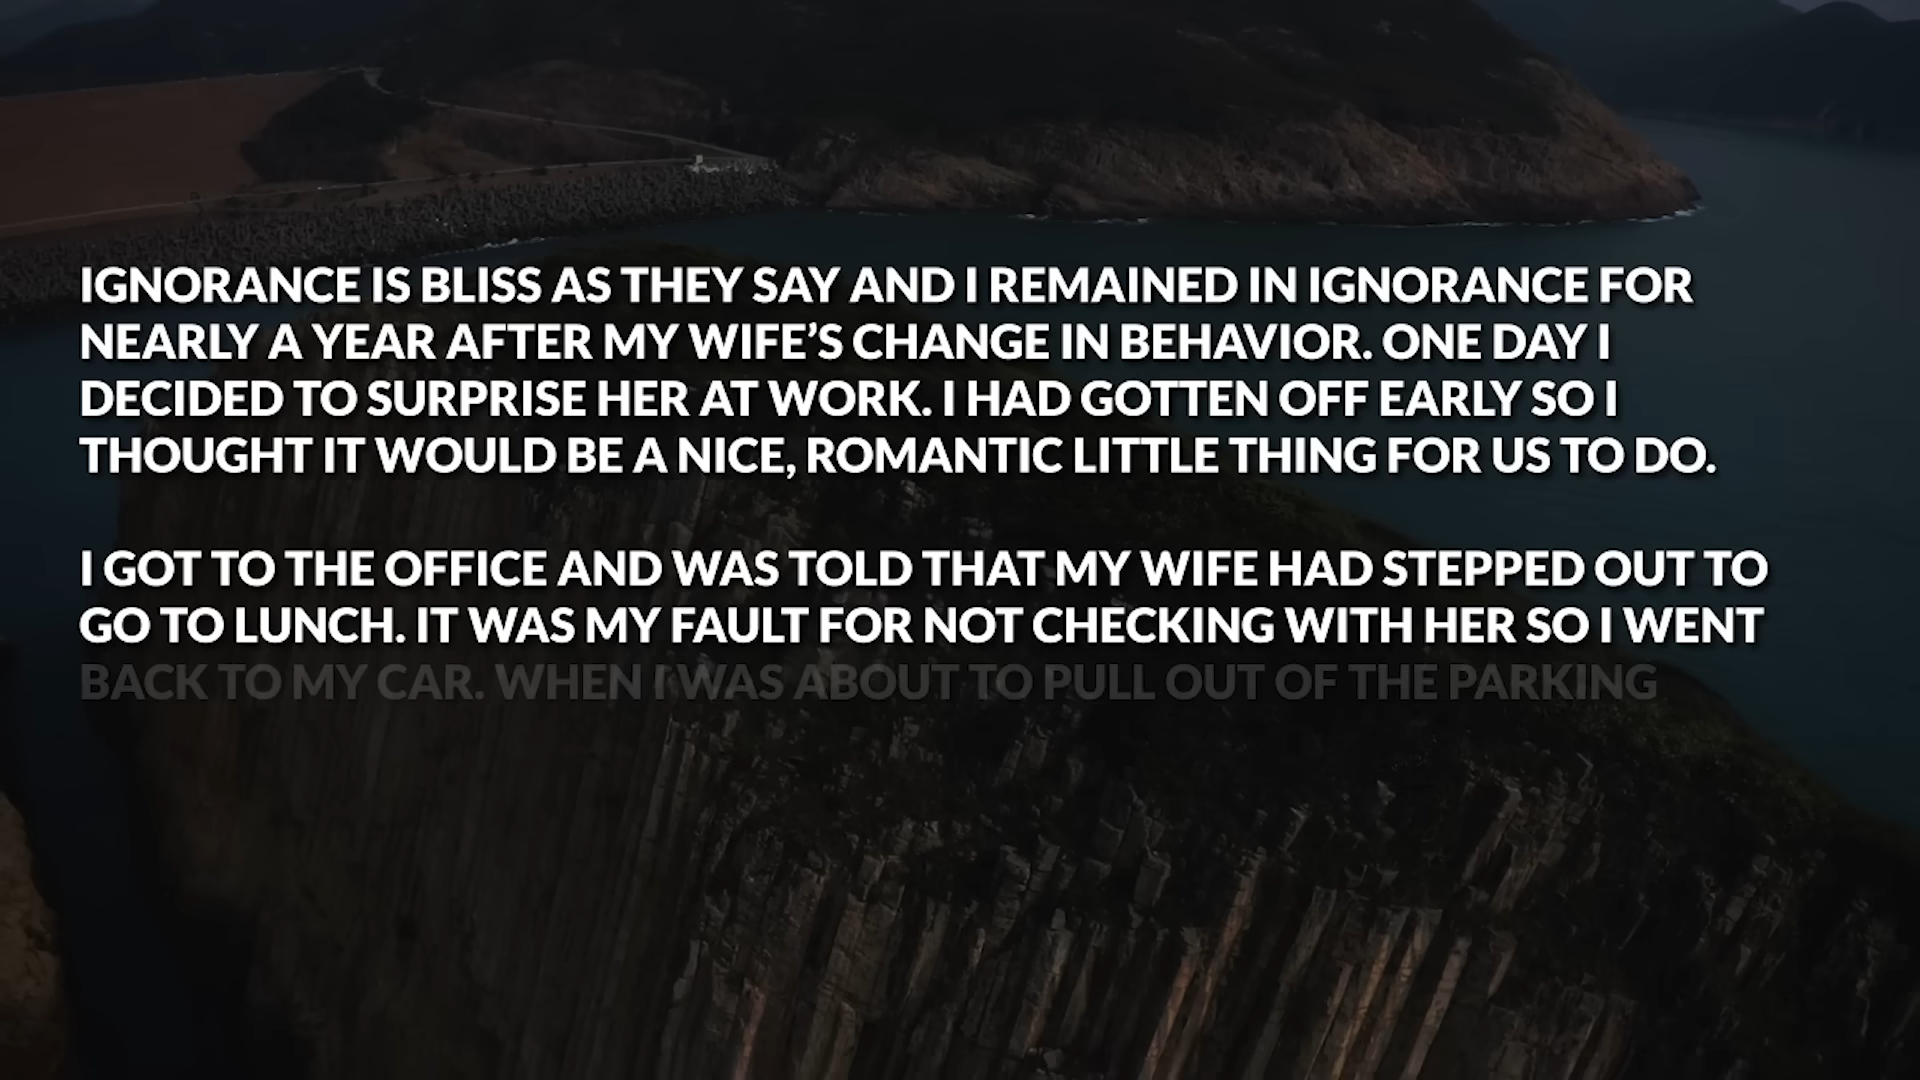 IGNORANCE IS BLISS AS THEY SAY AND I REMAINED IN IGNORANCE FOR
NEARLY A YEAR AFTER MY WIFE’S CHANGE IN BEHAVIOR. ONE DAY I
DECIDED TO SURPRISE HER AT WORK. I HAD GOTTEN OFF EARLY SO I
THOUGHT IT WOULD BE A NICE, ROMANTIC LITTLE THING FOR US TO DO.
I GOT TO THE OFFICE AND WAS TOLD THAT MY WIFE HAD STEPPED OUT TO
GO TO LUNCH. IT WAS MY FAULT FOR NOT CHECKING WITH HER SO I WENT
BACK TO MY CAR. WHEN I WAS ABOUT TO PULL OUT OF THE PARKING